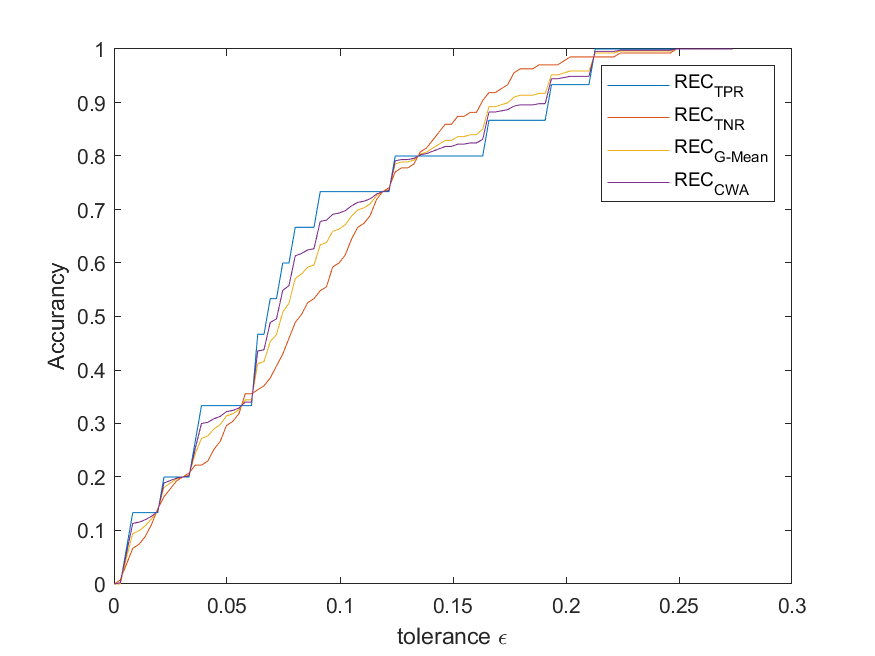 1
0.9
0.8
0.7
0.6
0.5
0.4
0.3
0.2
0.1
0
Accurancy
0 0.05 0.1 0.15 0.2 0.25 0.3
tolerance ϵ
REC_TPR
REC_TNR
REC_G-Mean
REC_CWA